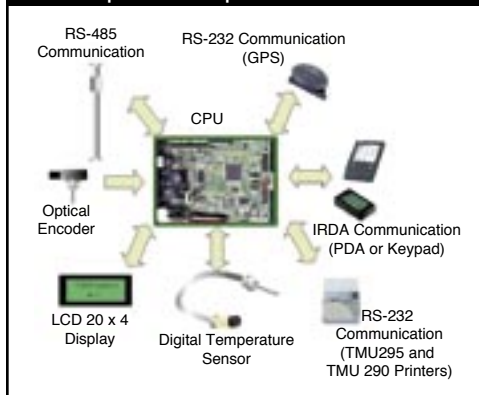 RS-485
Communication
RS-232 Communication
(GPS)
CPU
Optical
Encoder
IRDA Communication
(PDA or Keypad)
LCD 20 x 4
Display
Digital Temperature
Sensor
RS-232
Communication
(TMU295 and
TMU 290 Printers)